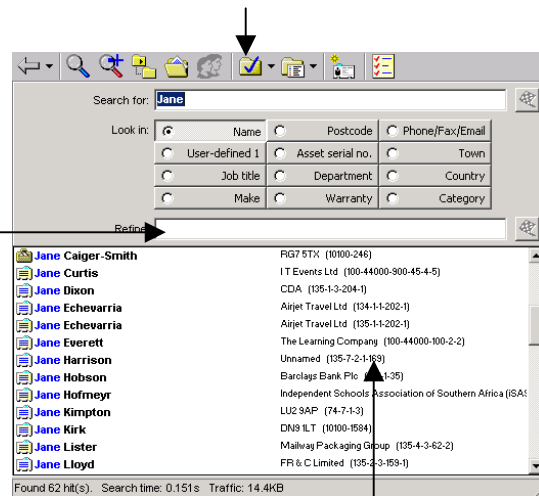 Search for: Jane
Look in: Name Postcode Phone/Fax/Email
User-defined 1 Asset serial no. Town
Job title Department Country
Make Warranty Category
Refine
Jane Caiger-Smith RG7 5TX (10100-246)
Jane Curtis I T Events Ltd (100-44000-900-45-4-5)
Jane Dixon CDA (135-1-3-204-1)
Jane Echevarria Airjet Travel Ltd (134-1-1-202-1)
Jane Echevarria Airjet Travel Ltd (135-1-1-202-1)
Jane Everett The Learning Company (100-44000-100-2-2)
Jane Harrison Unnamed (135-7-2-1-169)
Jane Hobson Barclays Bank Plc -1-35)
Jane Hofmeyr Independent Schools Association of Southern Africa (iSAS
Jane Kimpton LU2 9AP (74-7-1-3)
Jane Kirk DN9 1LT (10100-1584)
Jane Lister Mailway Packaging Group (135-4-3-62-2)
Jane Lloyd FR & C Limited (135-2-3-159-1)
Found 62 hit(s). Search time: 0.151s Traffic: 14.4KB